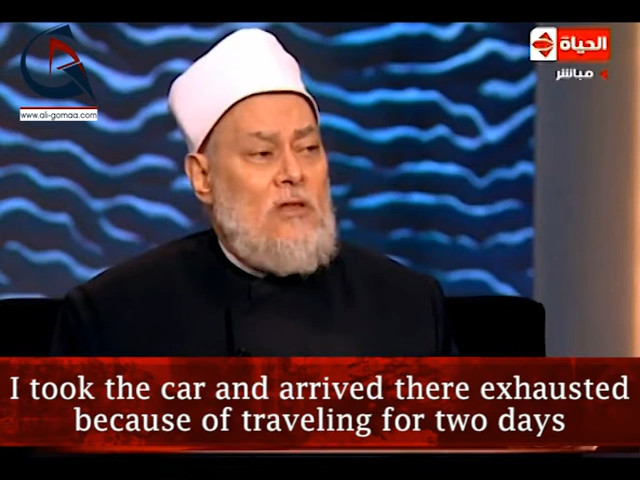 www.ali-gomaa.com
الحياة
مباشر
I took the car and arrived there exhausted
because of traveling for two days